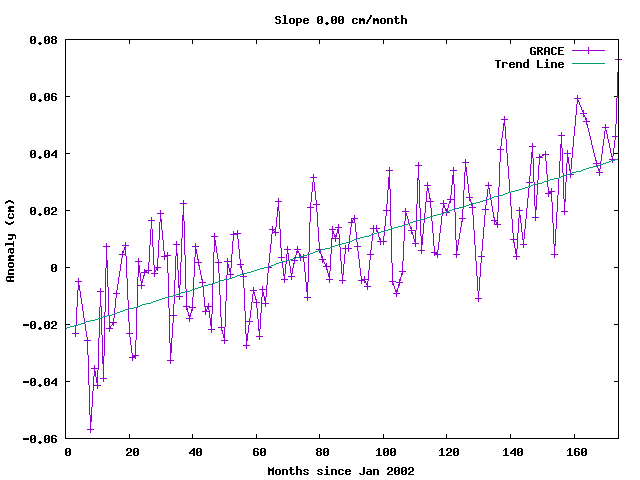 Slope 0.00 cm/month
0.08
GRACE
Trend Line
0.06
0.04
0.02
0
-0.02
-0.04
-0.06
Anomaly (cm)
0 20 40 60 80 100 120 140 160
Months since Jan 2002